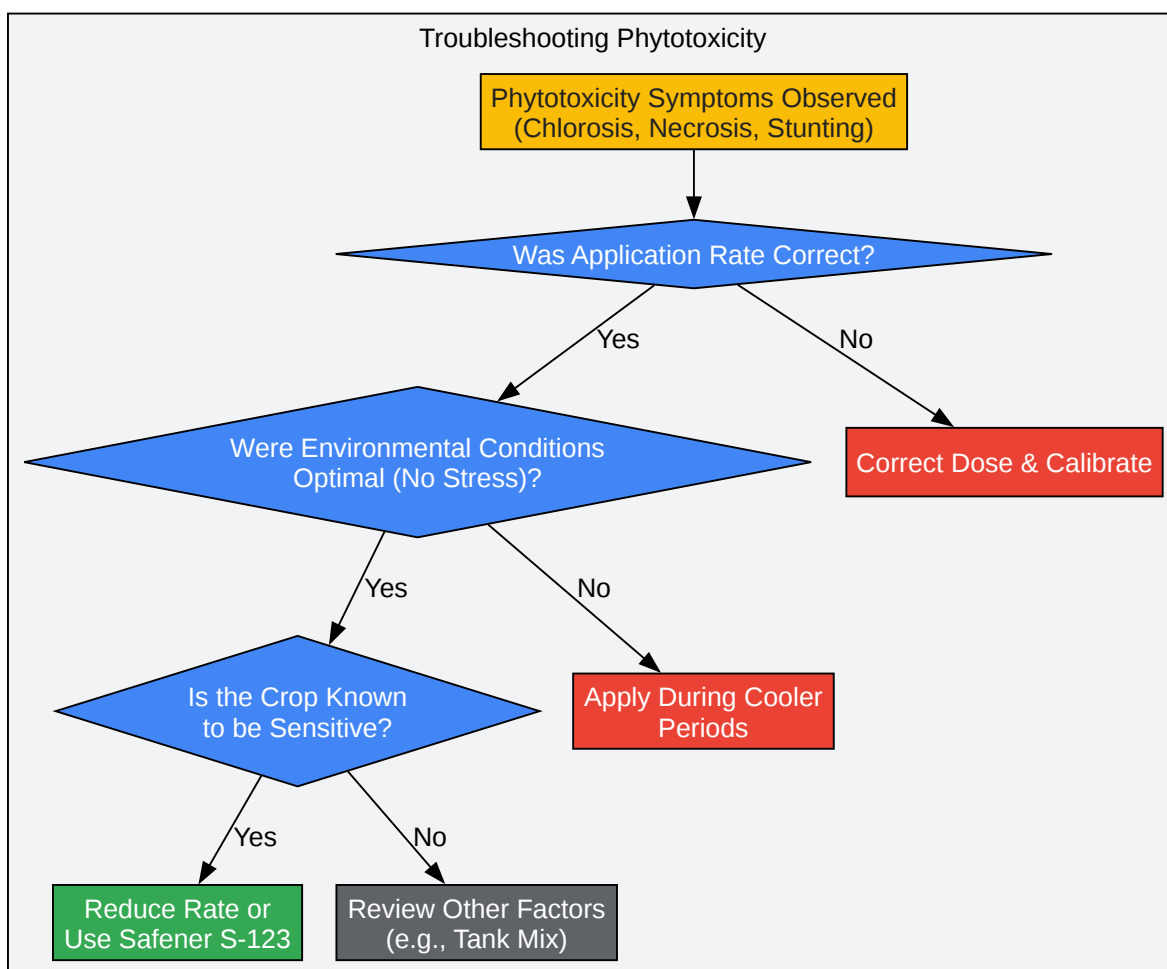 Troubleshooting Phytotoxicity
Phytotoxicity Symptoms Observed
(Chlorosis, Necrosis, Stunting)
Was Application Rate Correct?
Yes
No
Were Environmental Conditions
Optimal (No Stress)?
Correct Dose & Calibrate
Yes
No
Is the Crop Known
to be Sensitive?
Apply During Cooler
Periods
Yes
No
Reduce Rate or
Use Safener S-123
Review Other Factors
(e.g., Tank Mix)